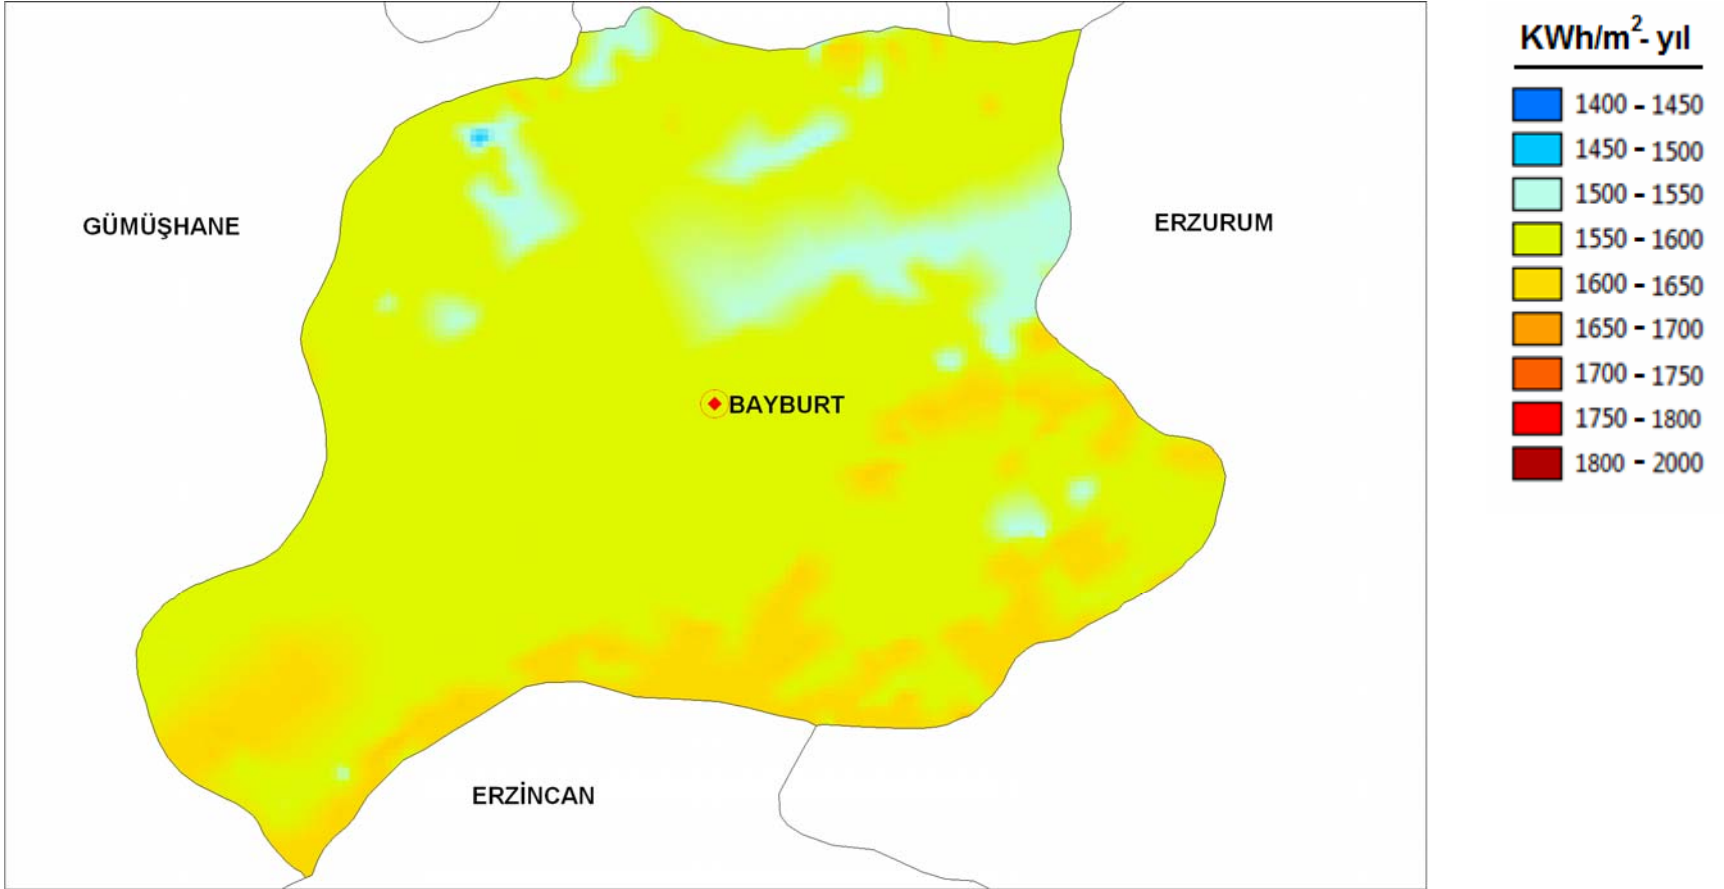 KWh/m²- yıl
1400 - 1450
1450 - 1500
1500 - 1550
1550 - 1600
1600 - 1650
1650 - 1700
1700 - 1750
1750 - 1800
1800 - 2000
GÜMÜŞHANE
ERZURUM
BAYBURT
ERZİNCAN